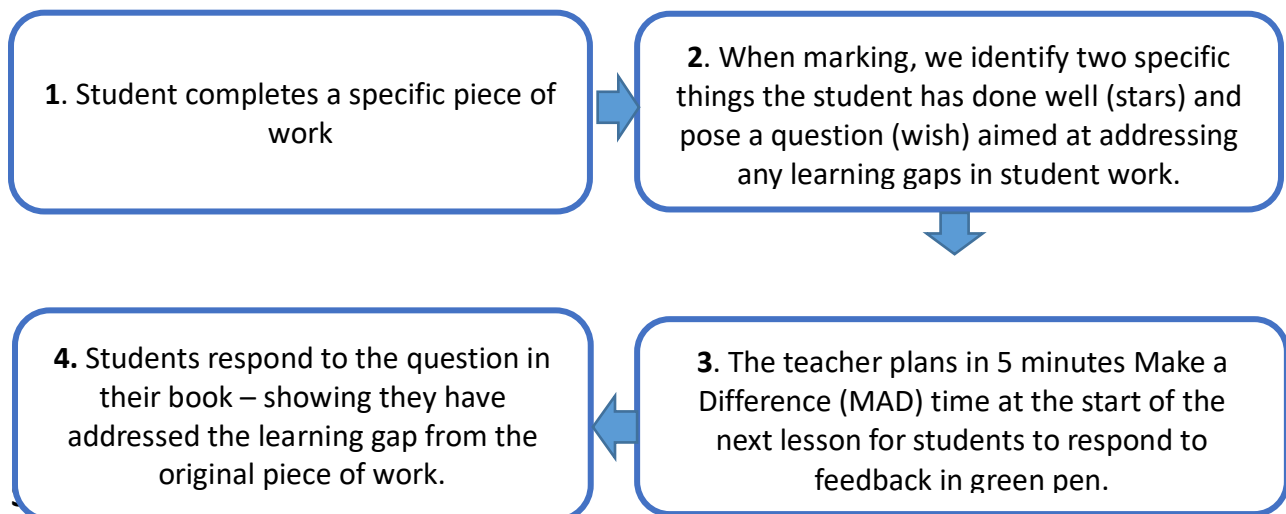 1. Student completes a specific piece of
work
2. When marking, we identify two specific
things the student has done well (stars) and
pose a question (wish) aimed at addressing
any learning gaps in student work.
3. The teacher plans in 5 minutes Make a
Difference (MAD) time at the start of the
next lesson for students to respond to
feedback in green pen.
4. Students respond to the question in
their book – showing they have
addressed the learning gap from the
original piece of work.